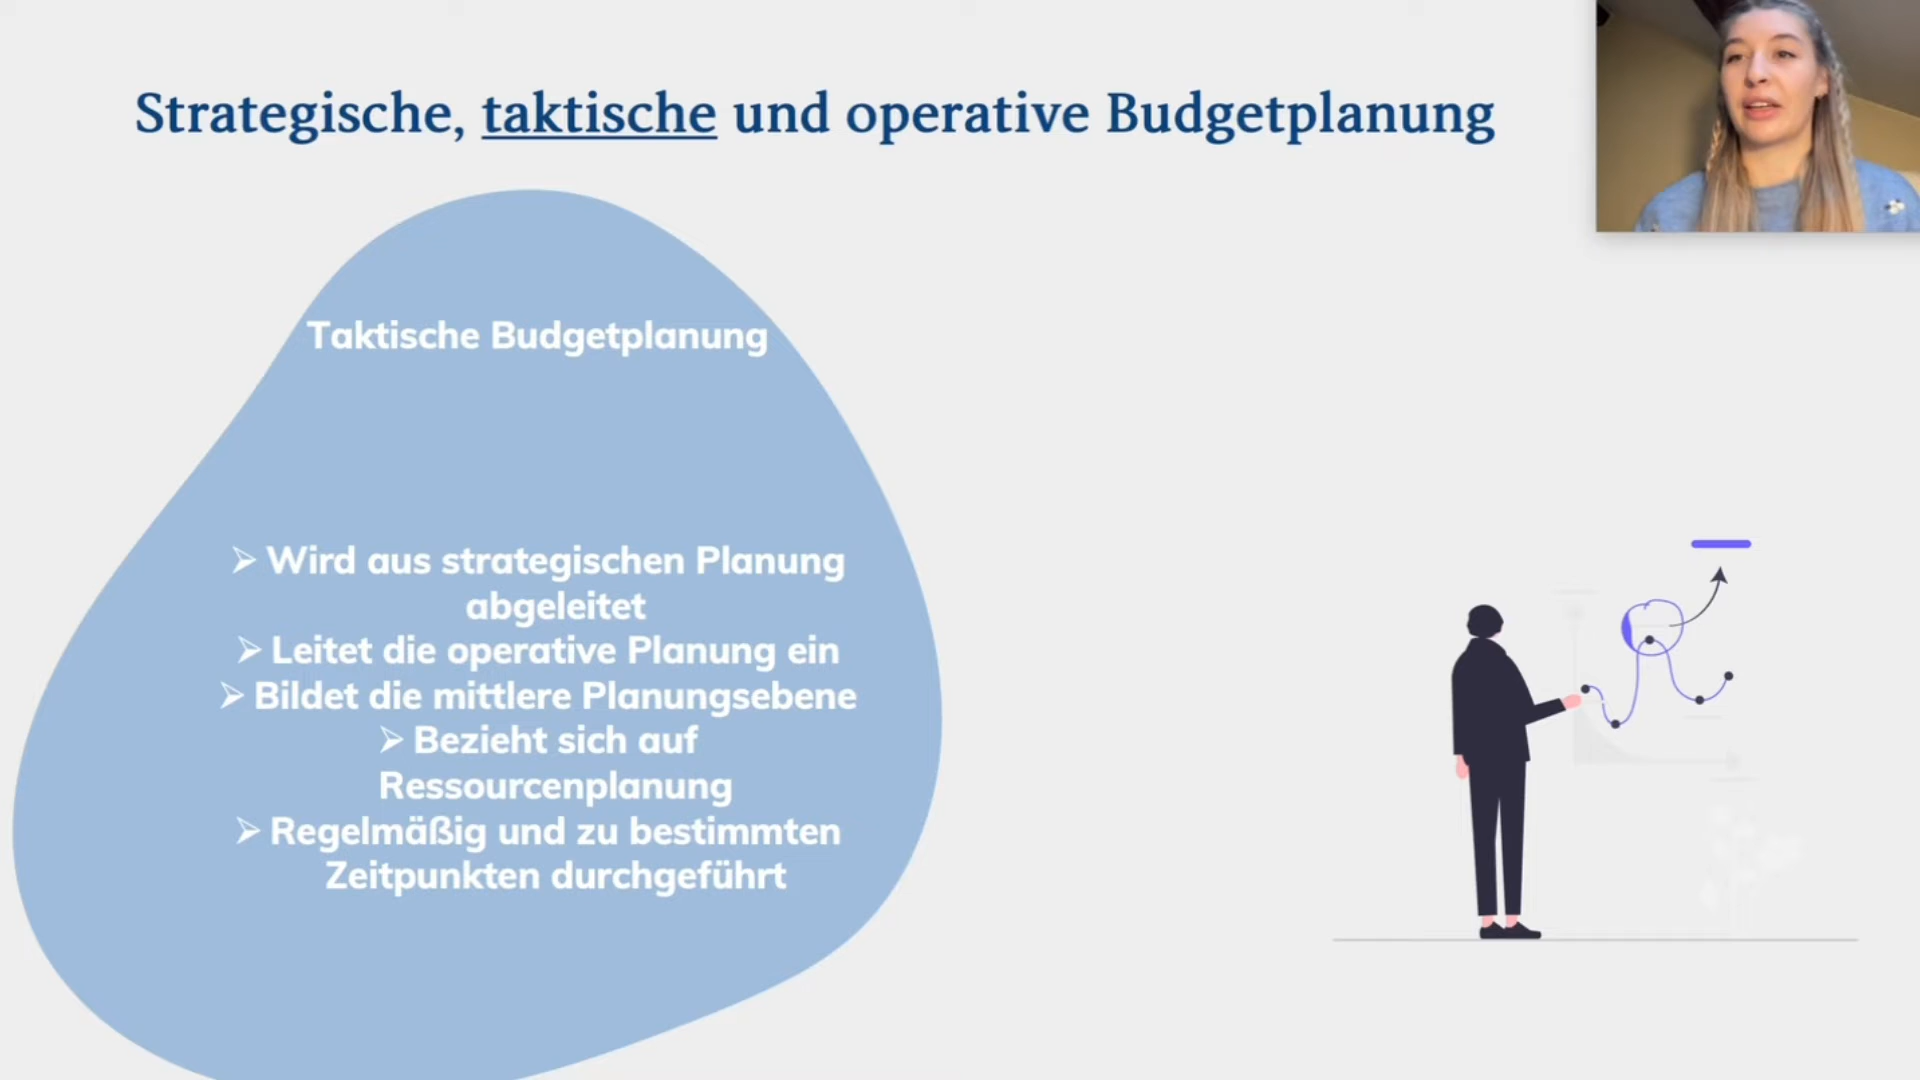 Strategische, taktische und operative Budgetplanung
Taktische Budgetplanung
➢ Wird aus strategischen Planung
abgeleitet
➢ Leitet die operative Planung ein
➢ Bildet die mittlere Planungsebene
➢ Bezieht sich auf
Ressourcenplanung
➢ Regelmäßig und zu bestimmten
Zeitpunkten durchgeführt